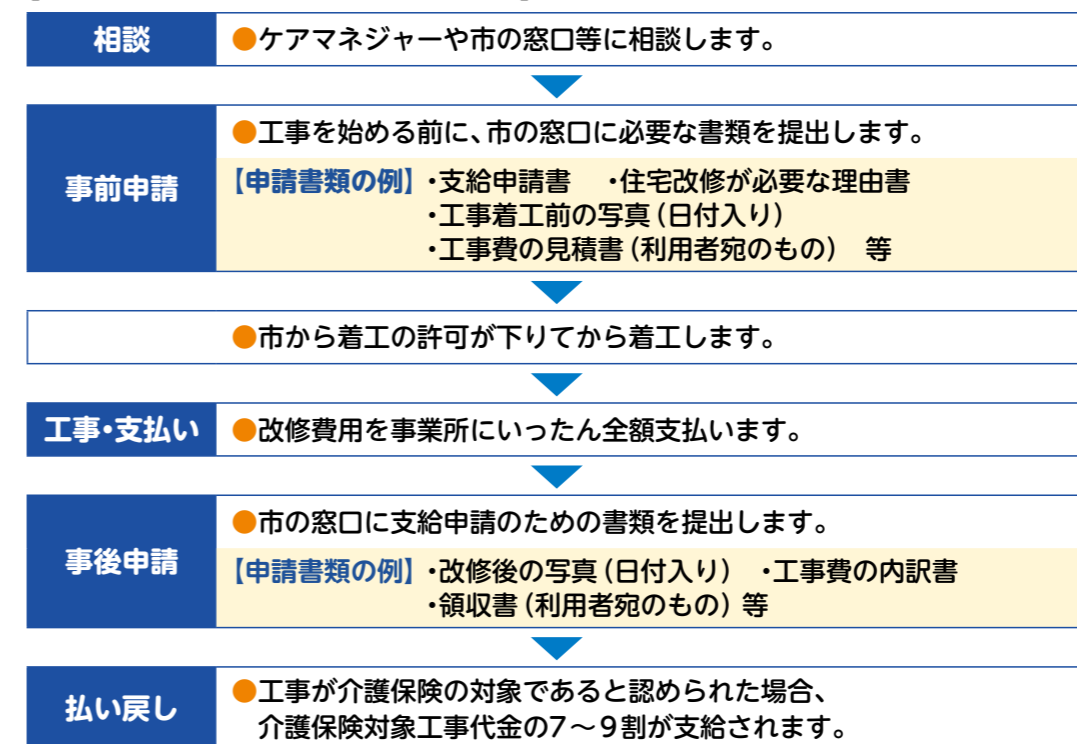 相談
●ケアマネジャーや市の窓口等に相談します。
事前申請
●工事を始める前に、市の窓口に必要な書類を提出します。
【申請書類の例】・支給申請書　・住宅改修が必要な理由書
・工事着工前の写真（日付入り）
・工事費の見積書（利用者宛のもの）　等
●市から着工の許可が下りてから着工します。
工事・支払い
●改修費用を事業所にいったん全額支払います。
事後申請
●市の窓口に支給申請のための書類を提出します。
【申請書類の例】・改修後の写真（日付入り）　・工事費の内訳書
・領収書（利用者宛のもの）等
払い戻し
●工事が介護保険の対象であると認められた場合、
介護保険対象工事代金の7～9割が支給されます。